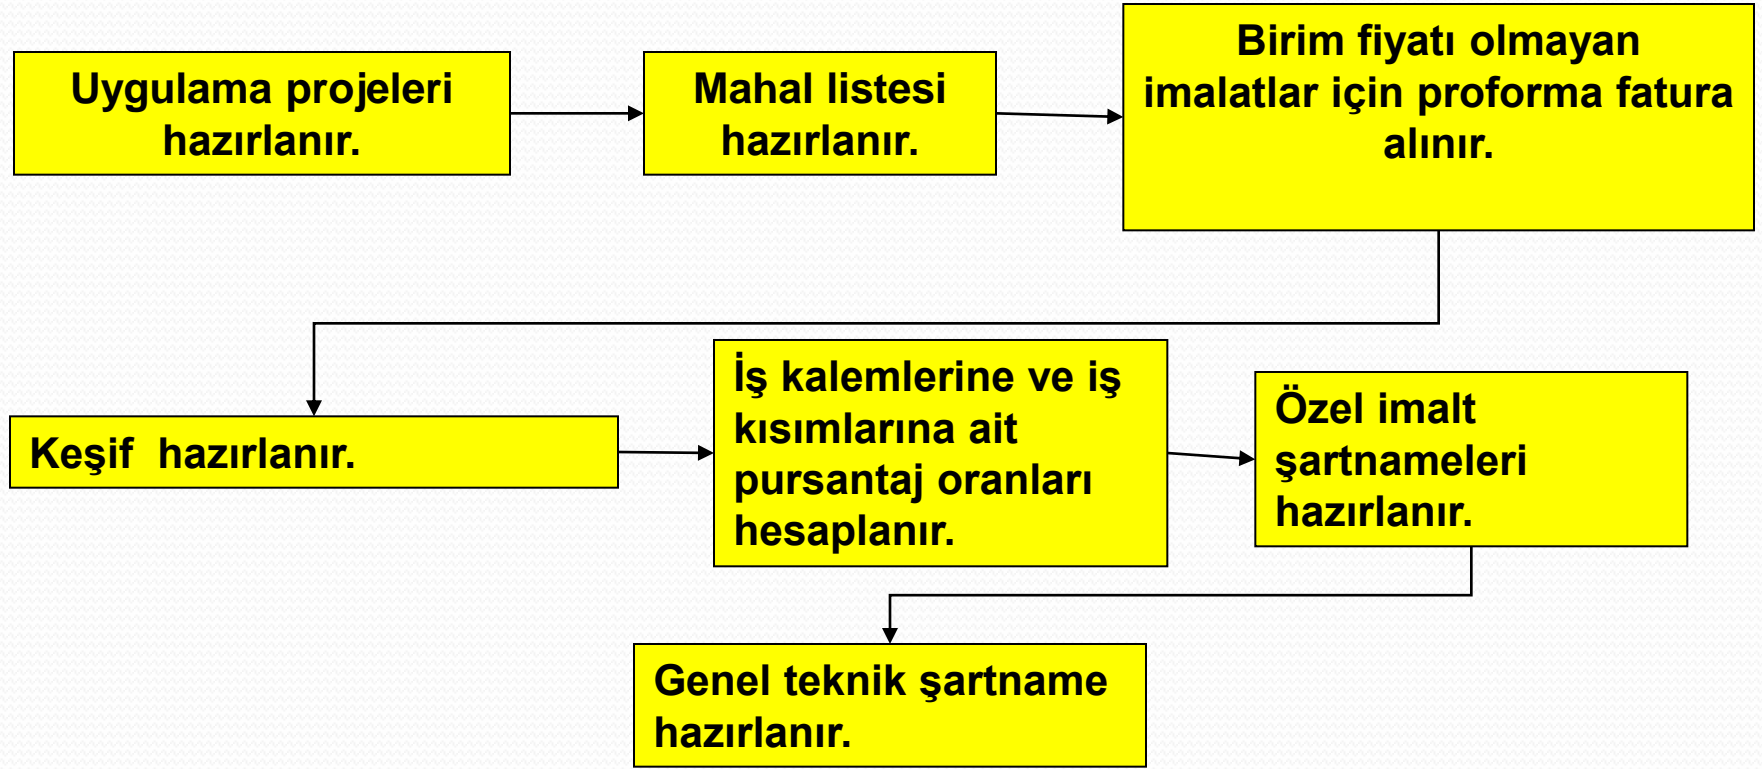 Uygulama projeleri
hazırlanır.
Mahal listesi
hazırlanır.
Birim fiyatı olmayan
imalatlar için proforma fatura
alınır.
Keşif  hazırlanır.
İş kalemlerine ve iş
kısımlarına ait
pursantaj oranları
hesaplanır.
Özel imalt
şartnameleri
hazırlanır.
Genel teknik şartname
hazırlanır.